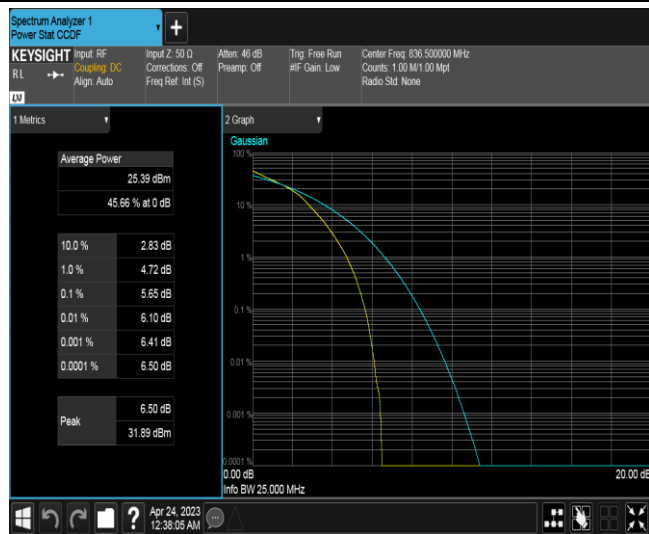 Spectrum Analyzer 1
Power Stat CCDF
+
KEYSIGHT
RL
Input: RF
Coupling: DC
Align: Auto
Input Z: 50 Ω
Corrections: Off
Freq Ref: Int (S)
Atten: 46 dB
Preamp: Off
Trig: Free Run
#IF Gain: Low
Center Freq: 836.500000 MHz
Counts: 1.00 M/1.00 Mpt
Radio Std: None
1 Metrics
Average Power
25.39 dBm
45.66 % at 0 dB
10.0 % 2.83 dB
1.0 % 4.72 dB
0.1 % 5.65 dB
0.01 % 6.10 dB
0.001 % 6.41 dB
0.0001 % 6.50 dB
Peak
6.50 dB
31.89 dBm
2 Graph
Gaussian
100 %
10 %
1 %
0.1 %
0.01 %
0.001 %
0.0001 %
0.00 dB
20.00 dB
Info BW 25.000 MHz
?
Apr 24, 2023
12:38:05 AM